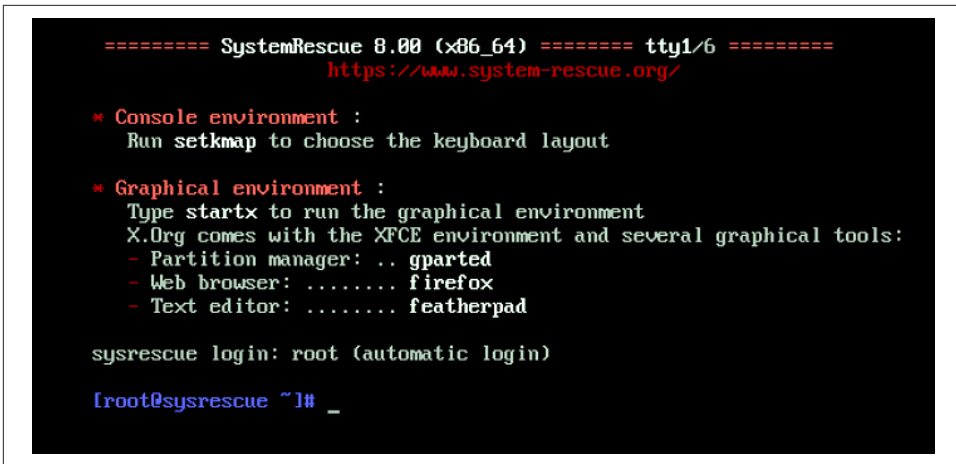 ========= SystemRescue 8.00 (x86_64) ======== tty1/6 =========
https://www.system-rescue.org/
* Console environment :
Run setkmap to choose the keyboard layout
* Graphical environment :
Type startx to run the graphical environment
X.Org comes with the XFCE environment and several graphical tools:
- Partition manager: .. gparted
- Web browser: ........ firefox
- Text editor: ........ featherpad
sysrescue login: root (automatic login)
[root@sysrescue ~]# _